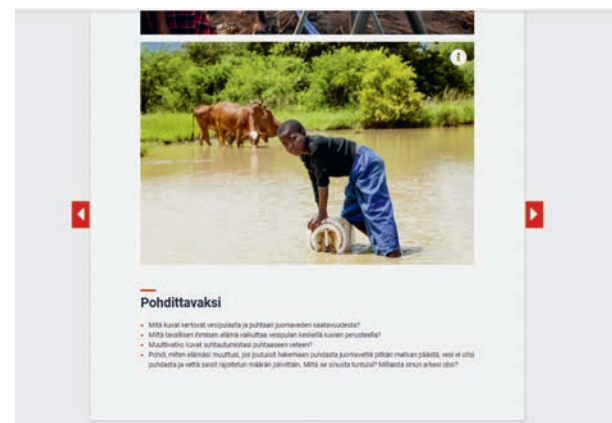 Pohdittavaksi
Mitä kuvat kertovat vesipulasta ja puhtaan juomaveden saatavuudesta?
Miltä tavallisen ihmisen elämä vaikuttaa vesipulan keskellä kuvien perusteella?
Muuttivatko kuvat suhtautumistasi puhtaaseen veteen?
Pohdi, miten elämäsi muuttuisi, jos joutuisit hakemaan puhdasta juomavettä pitkän matkan päästä, vesi ei olisi
puhdasta ja vettä saisit rajoitetun määrän päivittäin. Miltä se sinusta tuntuisi? Millaista sinun arkesi olisi?